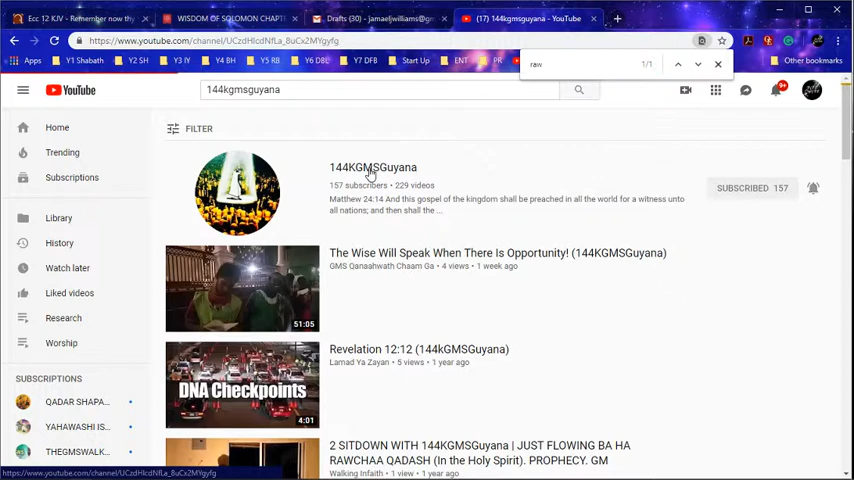 Ecc 12 KJV - Remember now thy
WISDOM OF SOLOMON CHAPTE
Drafts (30) - jamaeljwilliams@gm
(17) 144kgmsguyana - YouTube
https://www.youtube.com/channel/UCzdHlcdNfLa_8uCx2MYgyfg
Apps
Y1 Shabath
Y2 SH
Y3 IY
Y4 BH
Y5 RB
Y6 DBL
Y7 DFB
Start Up
ENT
PR
raw
1/1
Other bookmarks
YouTube
144kgmsguyana
9+
Home
Trending
Subscriptions
Library
History
Watch later
Liked videos
Research
Worship
SUBSCRIPTIONS
QADAR SHAPA...
YAHAWASHI IS...
THEGMSWALK...
FILTER
144KGMSGuyana
157 subscribers • 229 videos
Matthew 24:14 And this gospel of the kingdom shall be preached in all the world for a witness unto
all nations; and then shall the ...
SUBSCRIBED 157
The Wise Will Speak When There Is Opportunity! (144KGMSGuyana)
GMS Qanaahwath Chaam Ga • 4 views • 1 week ago
51:05
Revelation 12:12 (144kGMSGuyana)
Lamad Ya Zayan • 5 views • 1 year ago
DNA Checkpoints
4:01
2 SITDOWN WITH 144KGMSGuyana | JUST FLOWING BA HA
RAWCHAA QADASH (In the Holy Spirit). PROPHECY. GM
Walking Infaith • 1 view • 1 year ago
https://www.youtube.com/channel/UCzdHlcdNfLa_8uCx2MYgyfg